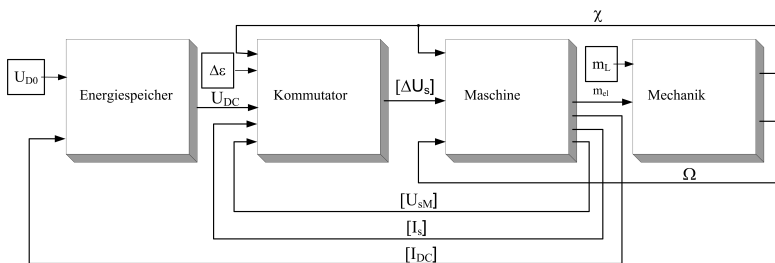 χ
U_D0
Energiespeicher
U_DC
Δε
Kommutator
[ΔU_s]
Maschine
m_L
m_el
Mechanik
Ω
[U_sM]
[I_s]
[I_DC]